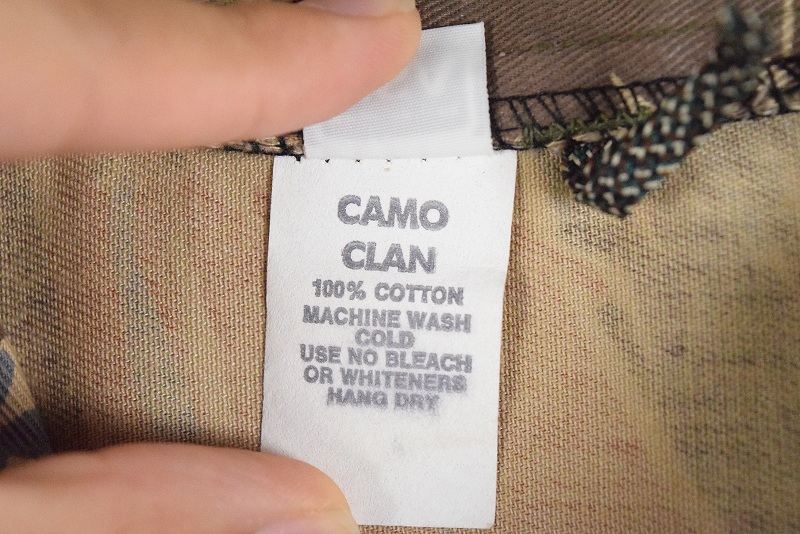 CAMO
CLAN
100% COTTON
MACHINE WASH
COLD
USE NO BLEACH
OR WHITENERS
HANG DRY